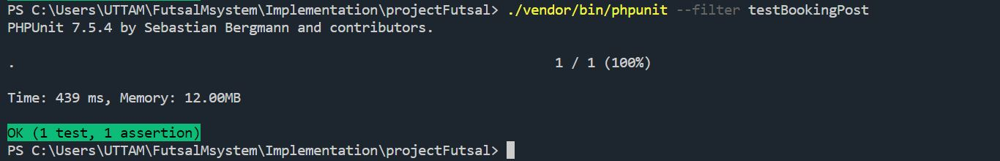 PS C:\Users\UTTAM\FutsalMsystem\Implementation\projectFutsal> ./vendor/bin/phpunit --filter testBookingPost
PHPUnit 7.5.4 by Sebastian Bergmann and contributors.
. 1 / 1 (100%)
Time: 439 ms, Memory: 12.00MB
OK (1 test, 1 assertion)
PS C:\Users\UTTAM\FutsalMsystem\Implementation\projectFutsal>